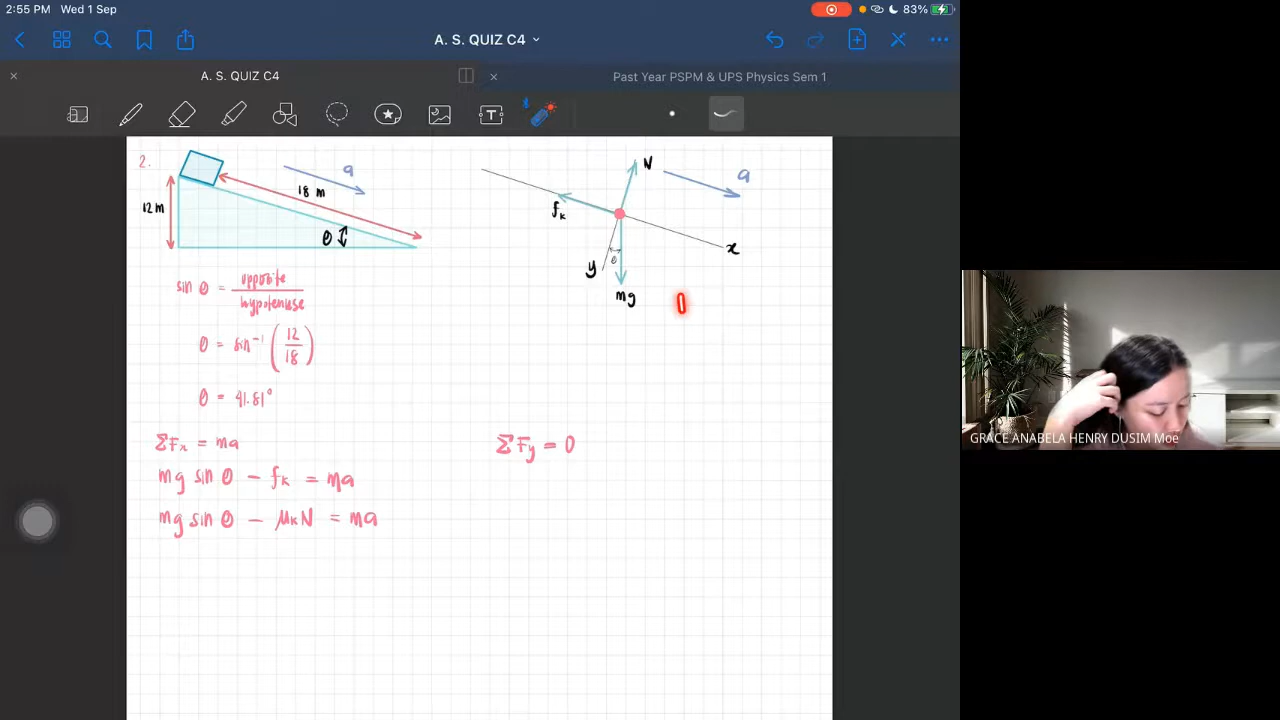 2:55 PM Wed 1 Sep
83%
A. S. QUIZ C4
A. S. QUIZ C4
Past Year PSPM & UPS Physics Sem 1
T
2.
a
18 m
12 m
θ
N
a
fk
x
y
θ
mg
sin θ = opposite / hypotenuse
θ = sin⁻¹ (12/18)
θ = 41.81°
ΣFx = ma
ΣFy = 0
mg sin θ - fk = ma
mg sin θ - μkN = ma
GRACE ANABELA HENRY DUSIM Moe